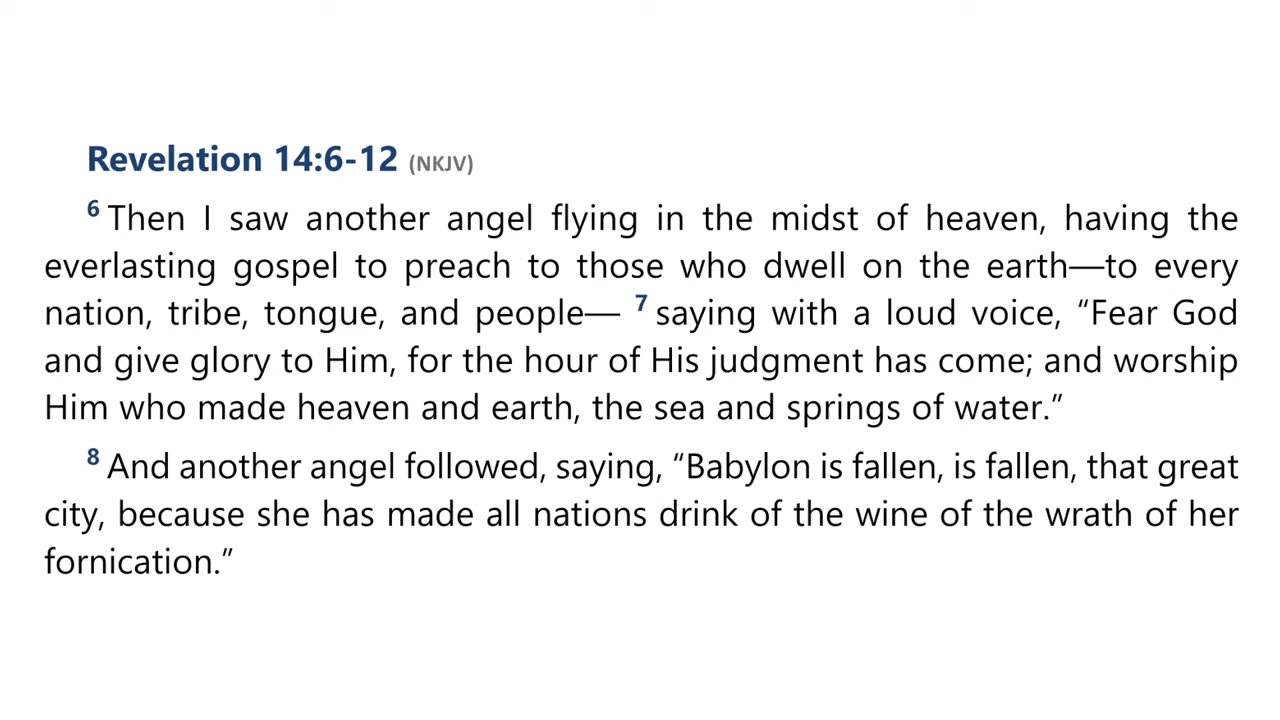 Revelation 14:6-12 (NKJV)
6 Then I saw another angel flying in the midst of heaven, having the
everlasting gospel to preach to those who dwell on the earth—to every
nation, tribe, tongue, and people— 7 saying with a loud voice, “Fear God
and give glory to Him, for the hour of His judgment has come; and worship
Him who made heaven and earth, the sea and springs of water.”
8 And another angel followed, saying, “Babylon is fallen, is fallen, that great
city, because she has made all nations drink of the wine of the wrath of her
fornication.”